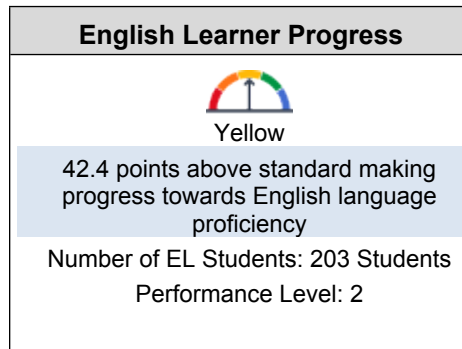 English Learner Progress
Yellow
42.4 points above standard making
progress towards English language
proficiency
Number of EL Students: 203 Students
Performance Level: 2